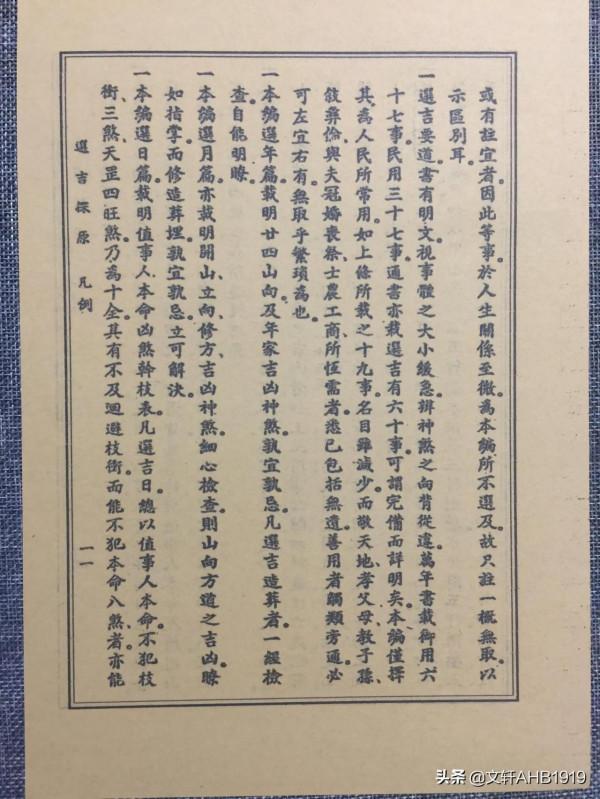 或有註宜者。因此等事。於人生關係至微。為本編所不選及。故只註一概無取。以
示區別耳。
一選吉要道。書有明文。視事體之大小緩急。辨神煞之向背從違。萬年書載御用六
十七事。民用三十七事。通書亦載選吉有六十事。可謂完備而詳明矣。本編僅擇
其為人民所常用。如上條所載之十九事。名目雖減少。而敬天地、孝父母、教子孫、
敘彝倫、與夫冠婚喪祭、士農工商、所恆需者。悉已包括無遺。善用者觸類旁通。必
可左宜右有。無取乎繁瑣為也。
一本編選年篇。載明廿四山向。及年家吉凶神煞。孰宜孰忌。凡選吉造葬者。一經檢
查。自能明瞭。
一本編選月篇。亦載明開山、立向、修方、吉凶神煞。細心檢查。則山向方道之吉凶。瞭
如指掌。而修造葬埋。孰宜孰忌。立可解決。
一本編選日篇。載明值事人本命凶煞幹枝表。凡選吉日。總以值事人本命。不犯枝
衝、三煞、天罡四旺煞。乃為十全。其有不及迴避枝衝。而能不犯本命八煞者。亦能
選吉探原 凡例
一一
头条 @文轩AHB1919